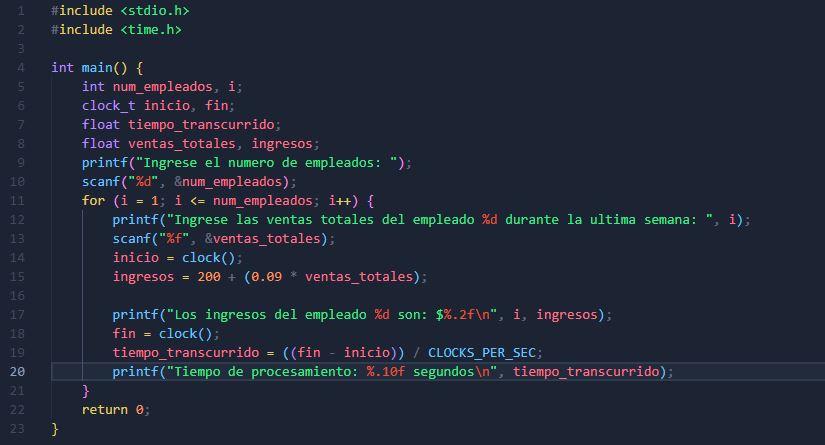 1 #include <stdio.h>
2 #include <time.h>
3
4 int main() {
5     int num_empleados, i;
6     clock_t inicio, fin;
7     float tiempo_transcurrido;
8     float ventas_totales, ingresos;
9     printf("Ingrese el numero de empleados: ");
10     scanf("%d", &num_empleados);
11     for (i = 1; i <= num_empleados; i++) {
12         printf("Ingrese las ventas totales del empleado %d durante la ultima semana: ", i);
13         scanf("%f", &ventas_totales);
14         inicio = clock();
15         ingresos = 200 + (0.09 * ventas_totales);
16
17         printf("Los ingresos del empleado %d son: $%.2f\n", i, ingresos);
18         fin = clock();
19         tiempo_transcurrido = ((fin - inicio)) / CLOCKS_PER_SEC;
20         printf("Tiempo de procesamiento: %.10f segundos\n", tiempo_transcurrido);
21     }
22     return 0;
23 }